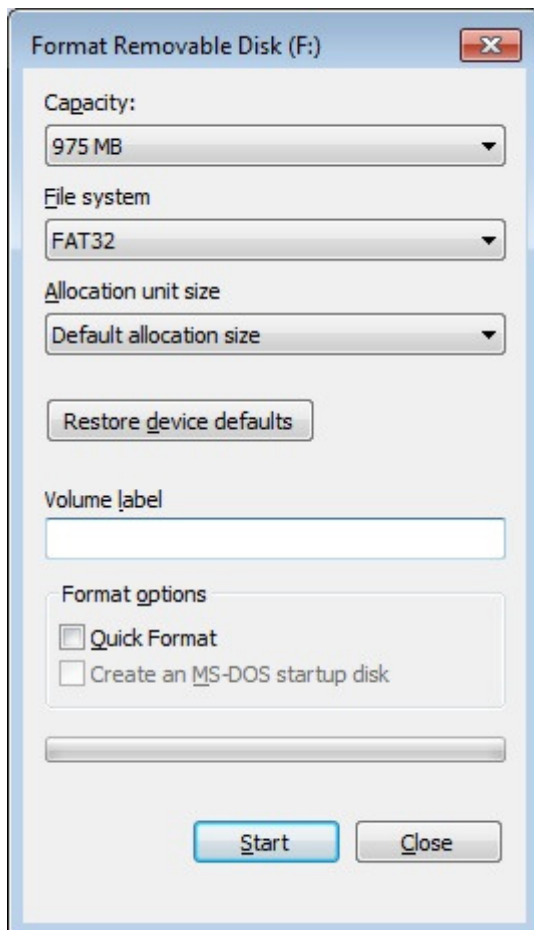 Format Removable Disk (F:)
Capacity:
975 MB
File system
FAT32
Allocation unit size
Default allocation size
Restore device defaults
Volume label
Format options
Quick Format
Create an MS-DOS startup disk
Start
Close